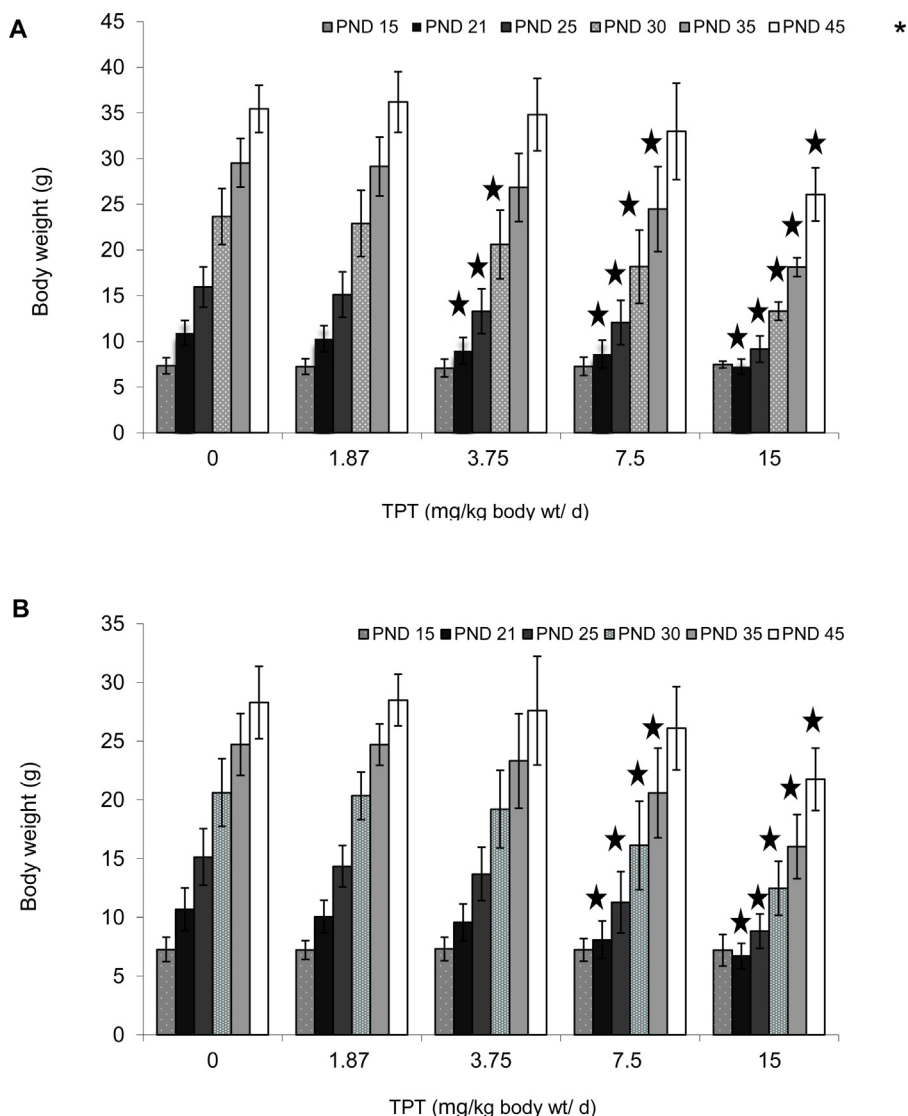 A
PND 15 PND 21 PND 25 PND 30 PND 35 PND 45 *
45
40
35
30
25
20
15
10
5
0
Body weight (g)
0 1.87 3.75 7.5 15
TPT (mg/kg body wt/ d)
B
PND 15 PND 21 PND 25 PND 30 PND 35 PND 45
35
30
25
20
15
10
5
0
Body weight (g)
0 1.87 3.75 7.5 15
TPT (mg/kg body wt/ d)